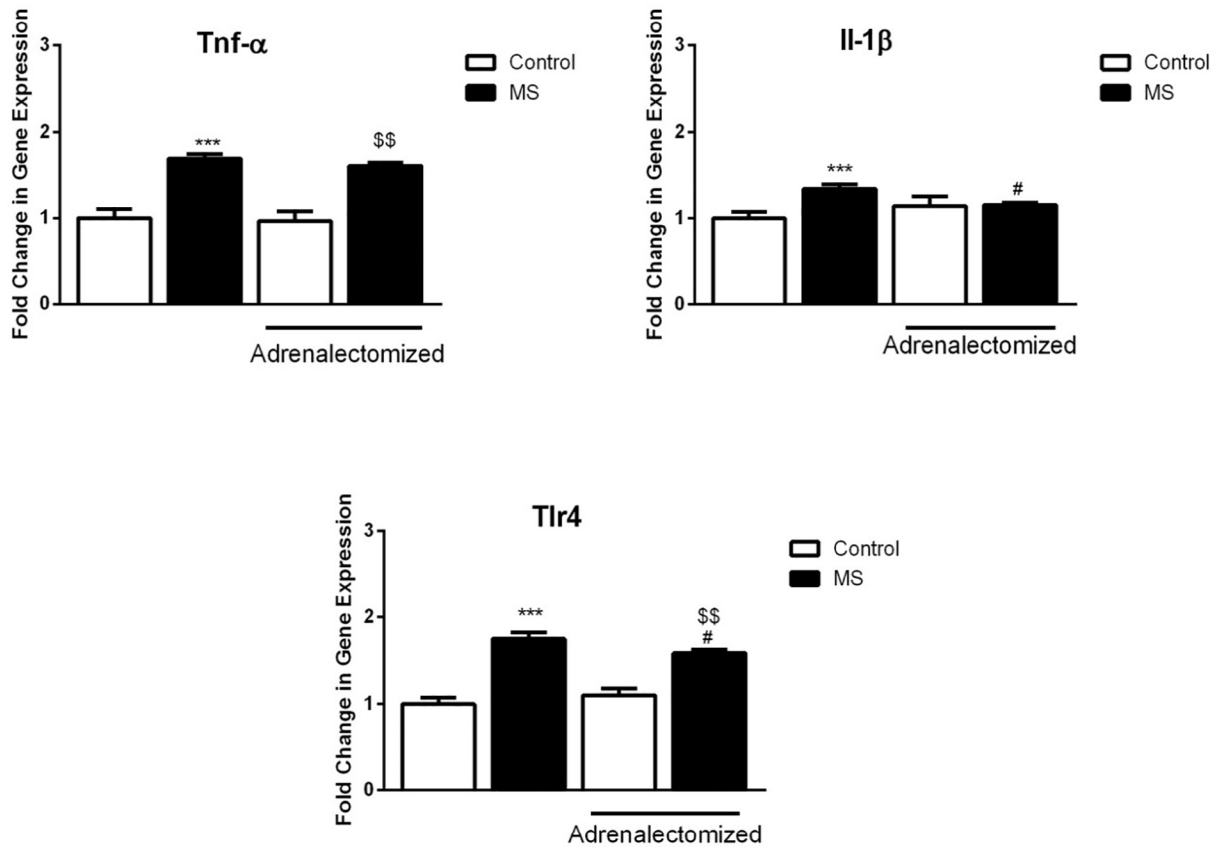 Tnf-α
Fold Change in Gene Expression
3
2
1
0
***
$$
Control
MS
Adrenalectomized
Il-1β
Fold Change in Gene Expression
3
2
1
0
***
#
Control
MS
Adrenalectomized
Tlr4
Fold Change in Gene Expression
3
2
1
0
***
$$
#
Control
MS
Adrenalectomized